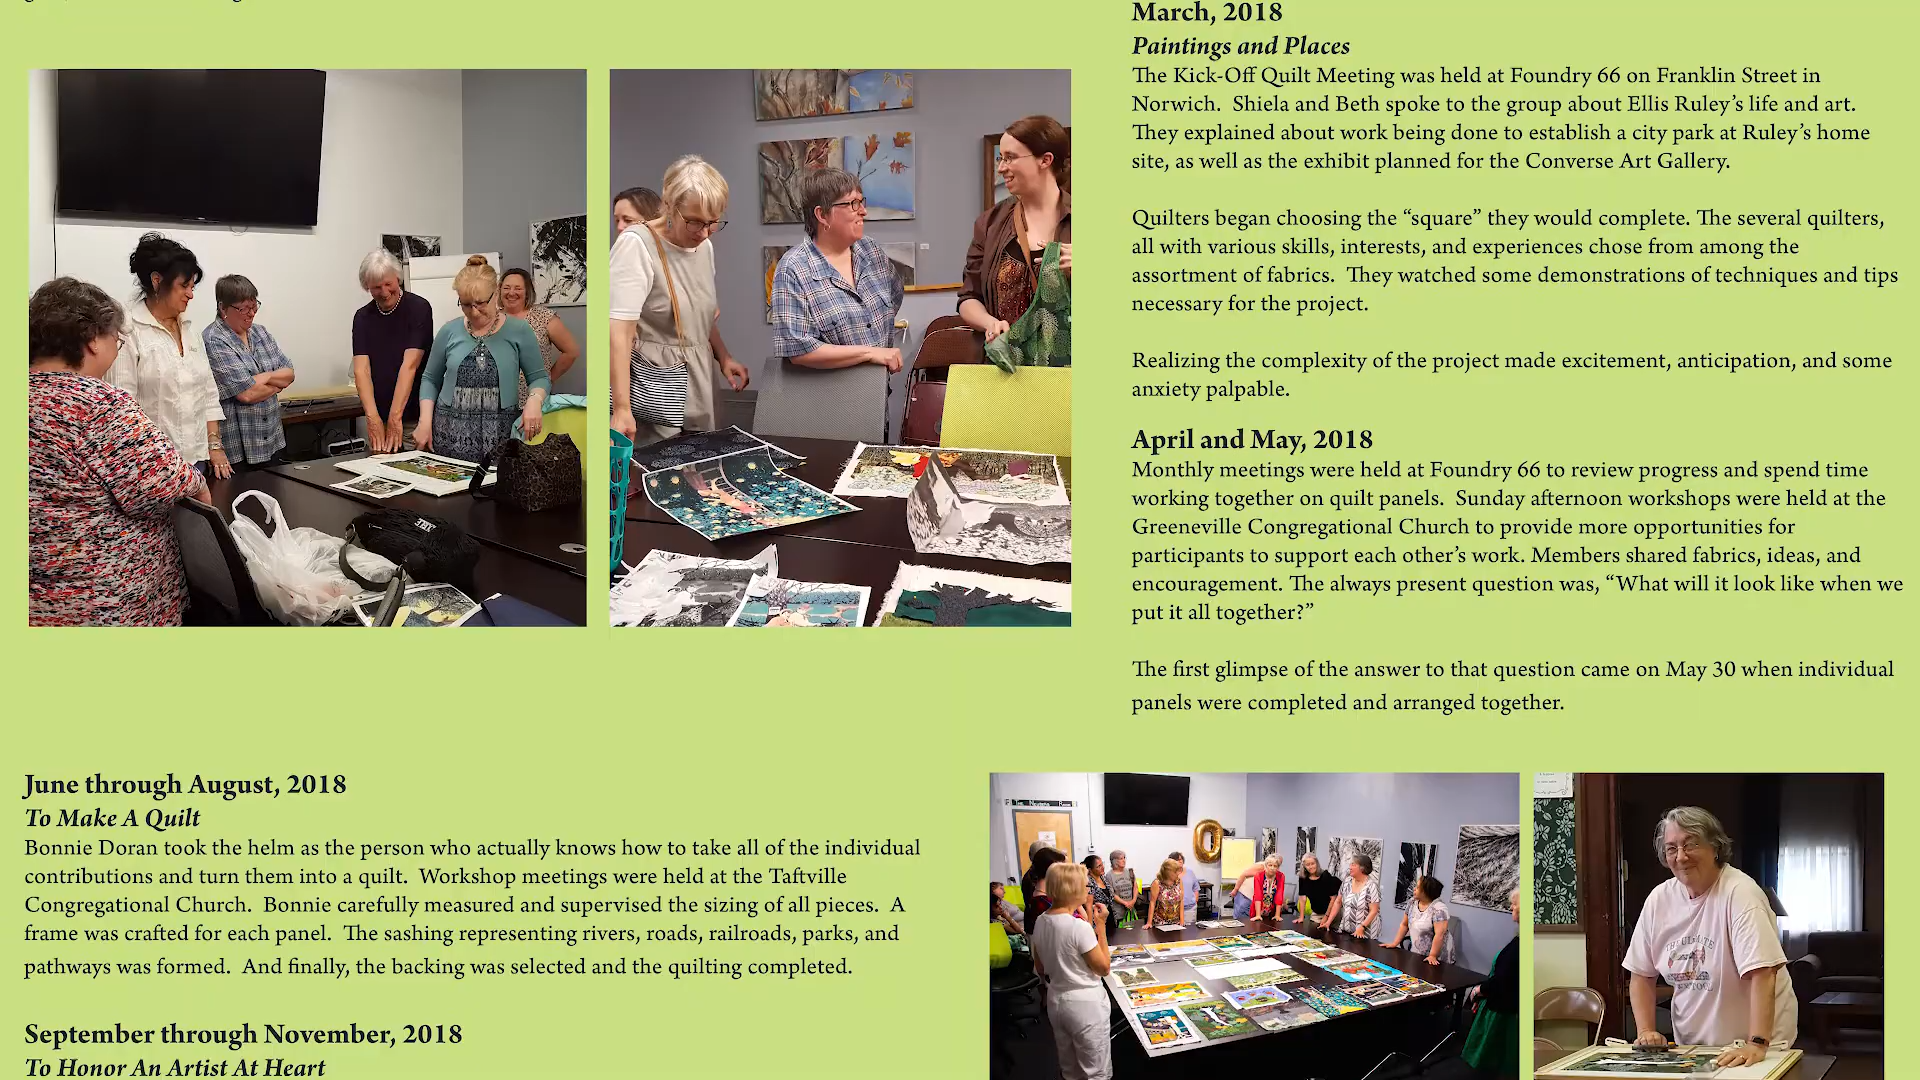 March, 2018
Paintings and Places
The Kick-Off Quilt Meeting was held at Foundry 66 on Franklin Street in
Norwich.  Shiela and Beth spoke to the group about Ellis Ruley’s life and art.
They explained about work being done to establish a city park at Ruley’s home
site, as well as the exhibit planned for the Converse Art Gallery.
Quilters began choosing the “square” they would complete. The several quilters,
all with various skills, interests, and experiences chose from among the
assortment of fabrics.  They watched some demonstrations of techniques and tips
necessary for the project.
Realizing the complexity of the project made excitement, anticipation, and some
anxiety palpable.
April and May, 2018
Monthly meetings were held at Foundry 66 to review progress and spend time
working together on quilt panels.  Sunday afternoon workshops were held at the
Greeneville Congregational Church to provide more opportunities for
participants to support each other’s work. Members shared fabrics, ideas, and
encouragement. The always present question was, “What will it look like when we
put it all together?”
The first glimpse of the answer to that question came on May 30 when individual
panels were completed and arranged together.
June through August, 2018
To Make A Quilt
Bonnie Doran took the helm as the person who actually knows how to take all of the individual
contributions and turn them into a quilt.  Workshop meetings were held at the Taftville
Congregational Church.  Bonnie carefully measured and supervised the sizing of all pieces.  A
frame was crafted for each panel.  The sashing representing rivers, roads, railroads, parks, and
pathways was formed.  And finally, the backing was selected and the quilting completed.
September through November, 2018
To Honor An Artist At Heart